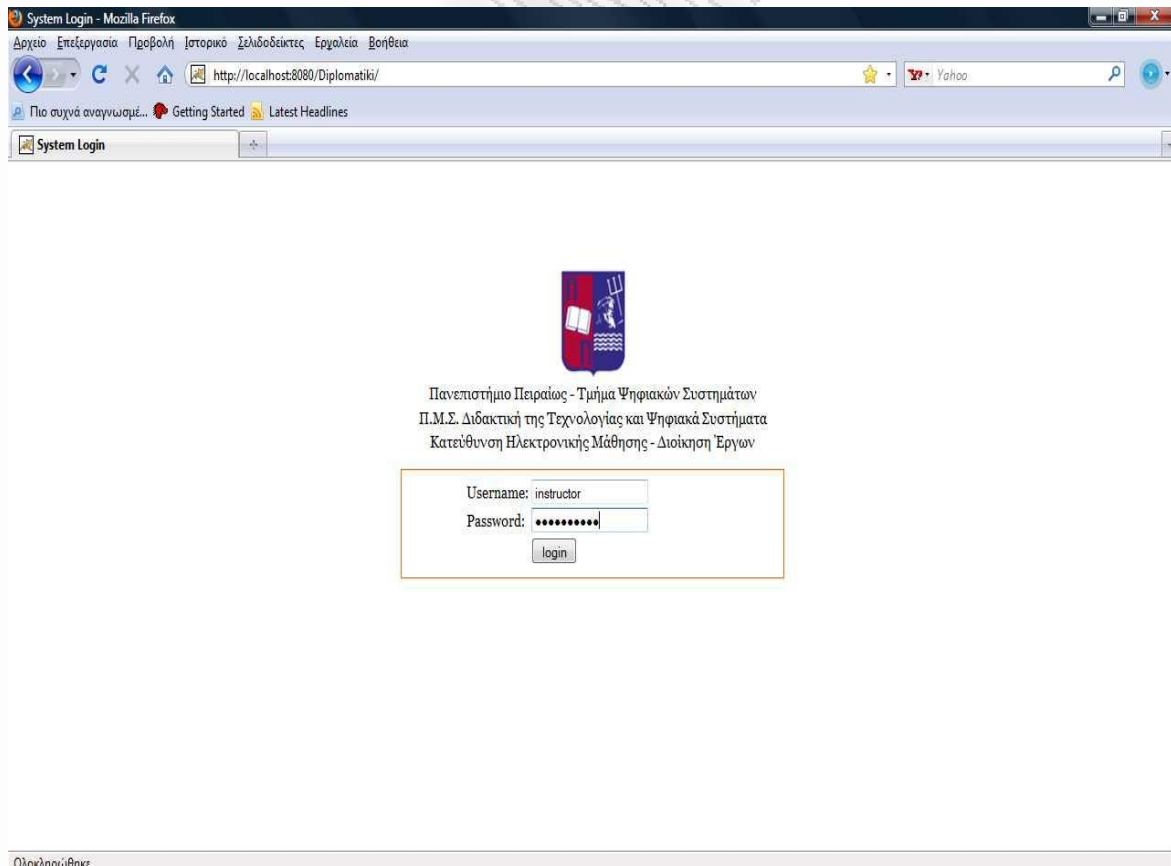 System Login - Mozilla Firefox
Αρχείο Επεξεργασία Προβολή Ιστορικό Σελιδοδείκτες Εργαλεία Βοήθεια
http://localhost:8080/Diplomatiki/
Yahoo
Πιο συχνά αναγνωσμέ... Getting Started Latest Headlines
System Login
Πανεπιστήμιο Πειραίως - Τμήμα Ψηφιακών Συστημάτων
Π.Μ.Σ. Διδακτική της Τεχνολογίας και Ψηφιακά Συστήματα
Κατεύθυνση Ηλεκτρονικής Μάθησης - Διοίκηση Έργων
Username: instructor
Password: ••••••••••
login
Ολοκληρώθηκε